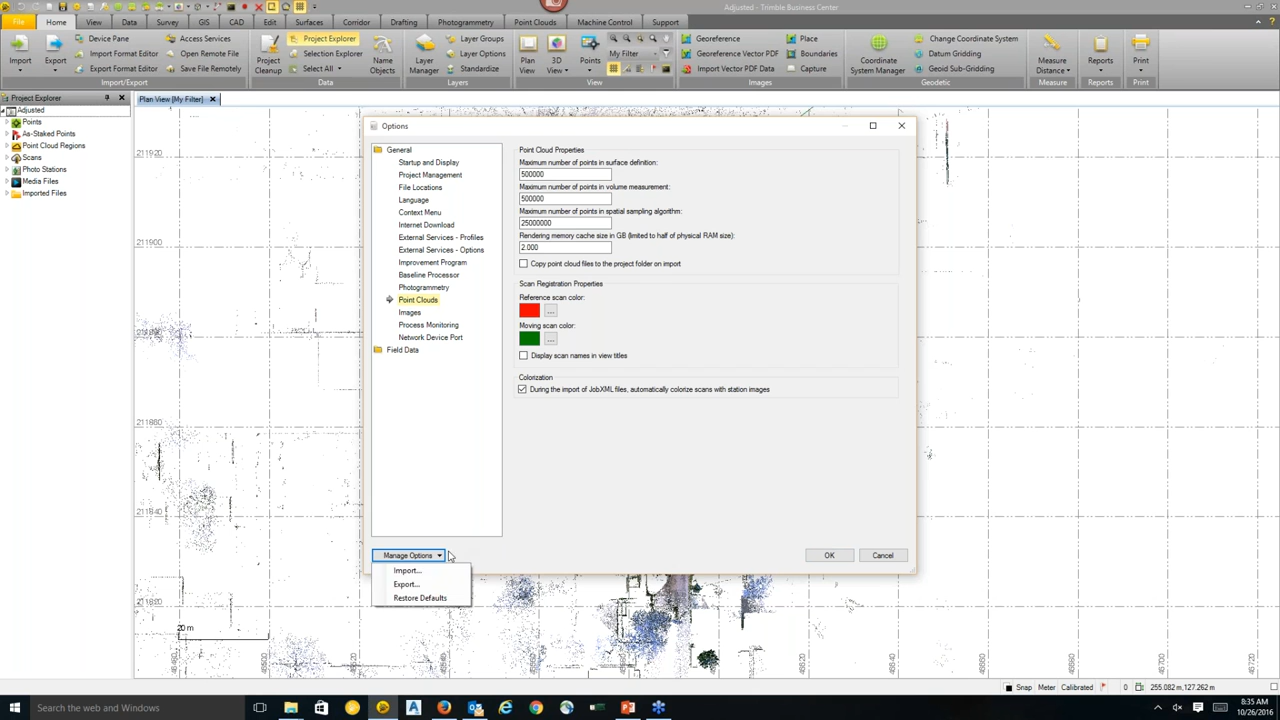 Adjusted - Trimble Business Center
File Home View Data Survey GIS CAD Edit Surfaces Corridor Drafting Photogrammetry Point Clouds Machine Control Support
Import
Export
Device Pane
Import Format Editor
Export Format Editor
Access Services
Open Remote File
Save File Remotely
Import/Export
Project Cleanup
Project Explorer
Selection Explorer
Select All
Name Objects
Data
Layer Manager
Layer Groups
Layer Options
Standardize
Layers
Plan View
3D View
Points
My Filter
View
Georeference
Georeference Vector PDF
Import Vector PDF Data
Place
Boundaries
Capture
Images
Coordinate System Manager
Change Coordinate System
Datum Gridding
Geoid Sub-Gridding
Geodetic
Measure Distance
Measure
Reports
Reports
Print
Print
Project Explorer
Adjusted
Points
As-Staked Points
Point Cloud Regions
Scans
Photo Stations
Media Files
Imported Files
Plan View [My Filter]
211920
211900
211860
211840
20 m
Options
General
Startup and Display
Project Management
File Locations
Language
Context Menu
Internet Download
External Services - Profiles
External Services - Options
Improvement Program
Baseline Processor
Photogrammetry
Point Clouds
Images
Process Monitoring
Network Device Port
Field Data
Point Cloud Properties
Maximum number of points in surface definition:
500000
Maximum number of points in volume measurement:
500000
Maximum number of points in spatial sampling algorithm:
25000000
Rendering memory cache size in GB (limited to half of physical RAM size):
2.000
Copy point cloud files to the project folder on import
Scan Registration Properties
Reference scan color:
...
Moving scan color:
...
Display scan names in view titles
Colorization
During the import of JobXML files, automatically colorize scans with station images
Manage Options
OK
Cancel
Import...
Export...
Restore Defaults
Snap Meter Calibrated 0 255.082 m,127.262 m
Search the web and Windows
8:35 AM
10/26/2016